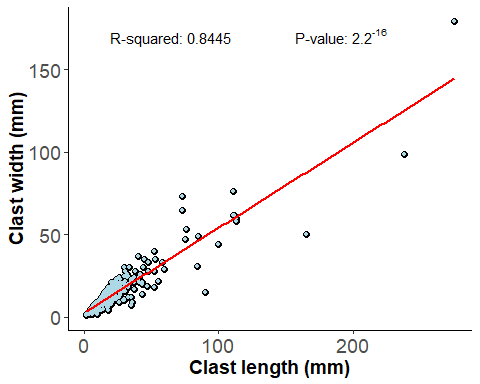 R-squared: 0.8445 P-value: 2.2⁻¹⁶
150
100
50
0
Clast width (mm)
0 100 200
Clast length (mm)